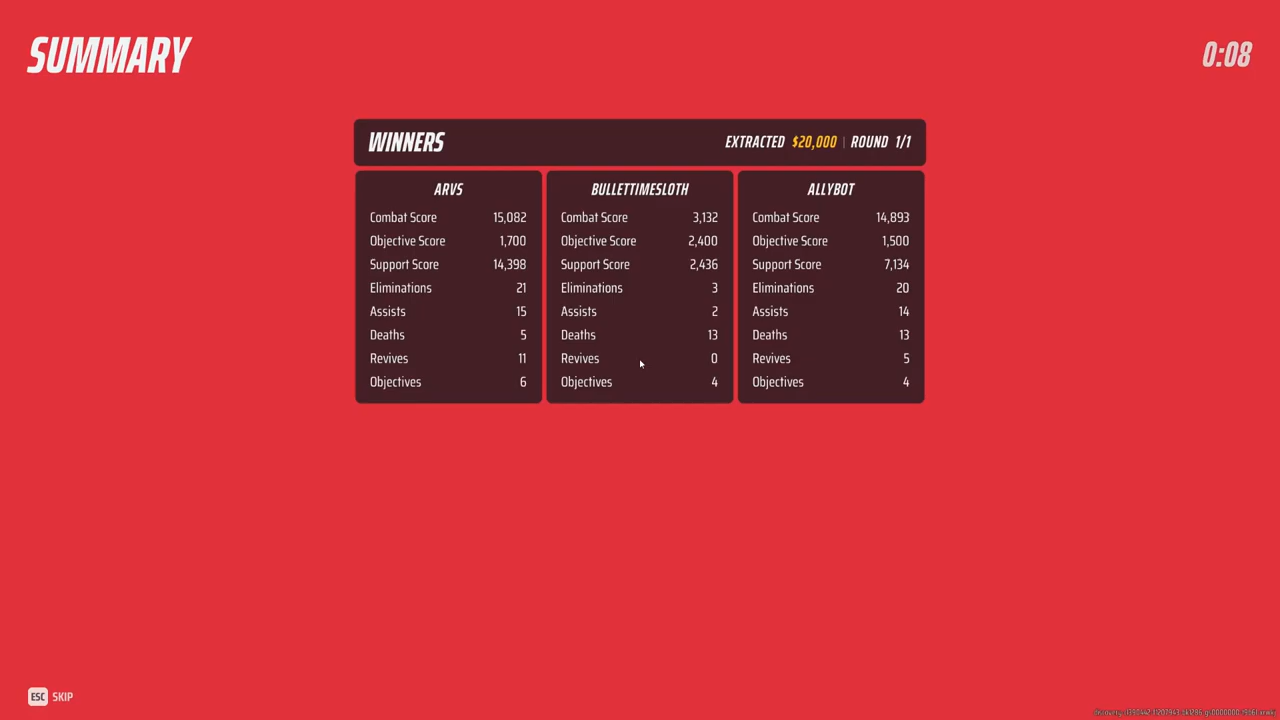 SUMMARY
0:08
WINNERS
EXTRACTED $20,000 | ROUND 1/1
ARVS
Combat Score 15,082
Objective Score 1,700
Support Score 14,398
Eliminations 21
Assists 15
Deaths 5
Revives 11
Objectives 6
BULLETTIMESLOTH
Combat Score 3,132
Objective Score 2,400
Support Score 2,436
Eliminations 3
Assists 2
Deaths 13
Revives 0
Objectives 4
ALLYBOT
Combat Score 14,893
Objective Score 1,500
Support Score 7,134
Eliminations 20
Assists 14
Deaths 13
Revives 5
Objectives 4
ESC SKIP